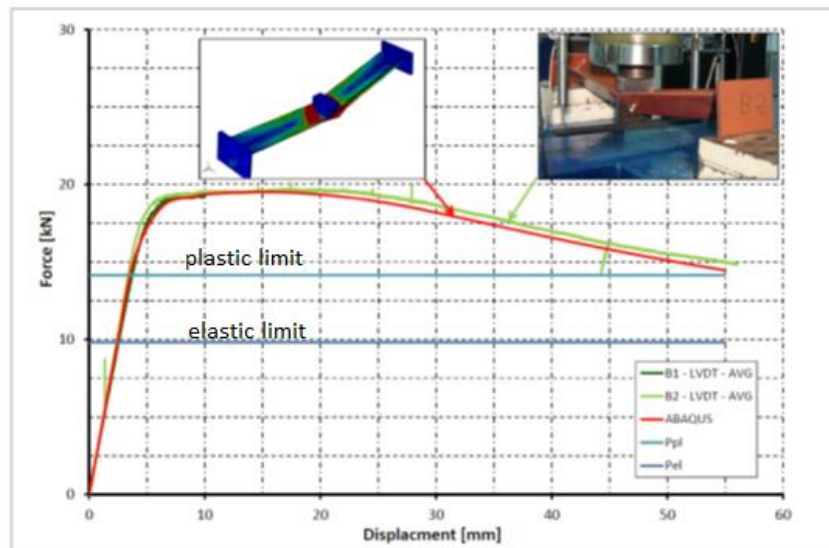 30
20
10
0
Force [kN]
plastic limit
elastic limit
B2
B1 - LVDT - AVG
B2 - LVDT - AVG
ABAQUS
Ppl
Pel
0 10 20 30 40 50 60
Displacment [mm]